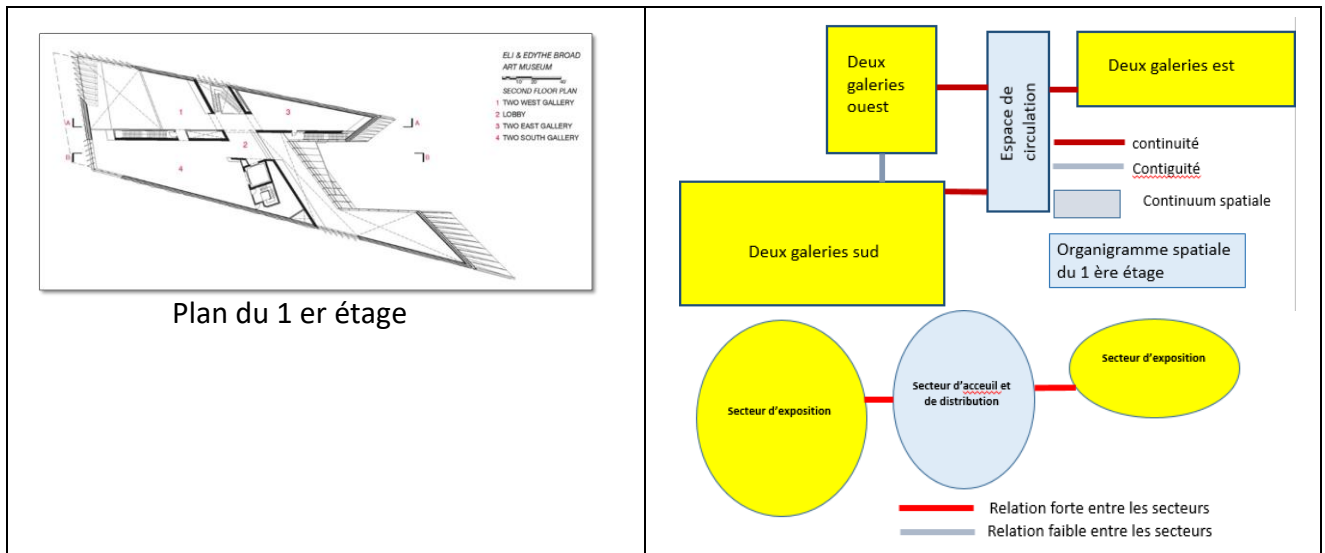 ELI & EDYTHE BROAD
ART MUSEUM
10 20 40
SECOND FLOOR PLAN
1 TWO WEST GALLERY
2 LOBBY
3 TWO EAST GALLERY
4 TWO SOUTH GALLERY
1
3
A
A
2
B
B
4
Plan du 1 er étage
Deux
galeries
ouest
Espace de
circulation
Deux galeries est
continuité
Contiguité
Continuum spatiale
Deux galeries sud
Organigramme spatiale
du 1 ère étage
Secteur d’exposition
Secteur d’acceuil et
de distribution
Secteur d’exposition
Relation forte entre les secteurs
Relation faible entre les secteurs